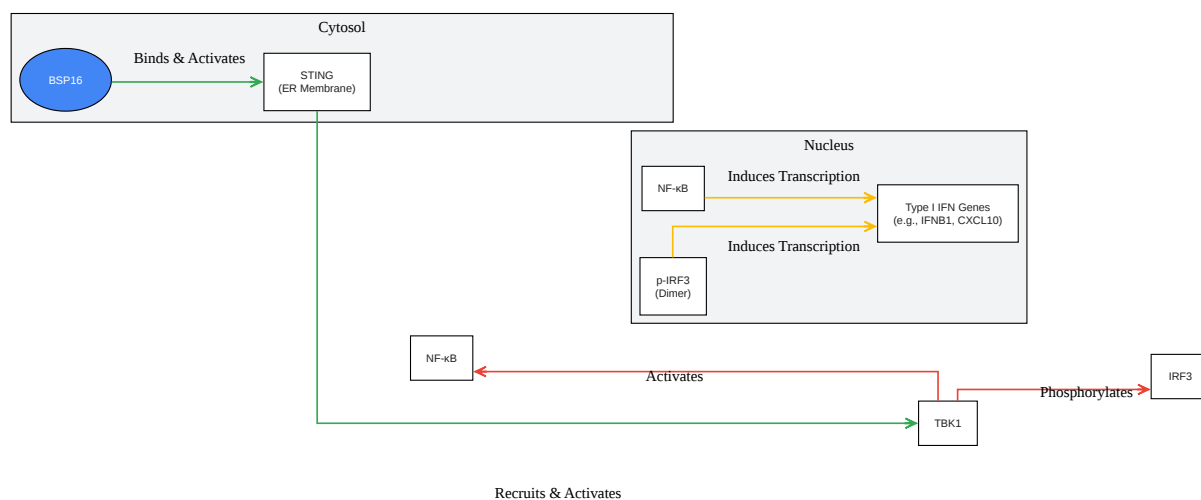 Cytosol
Binds & Activates
BSP16
STING
(ER Membrane)
Nucleus
NF-κB
Induces Transcription
Type I IFN Genes
(e.g., IFNB1, CXCL10)
Induces Transcription
p-IRF3
(Dimer)
NF-κB
Activates
Phosphorylates
IRF3
TBK1
Recruits & Activates